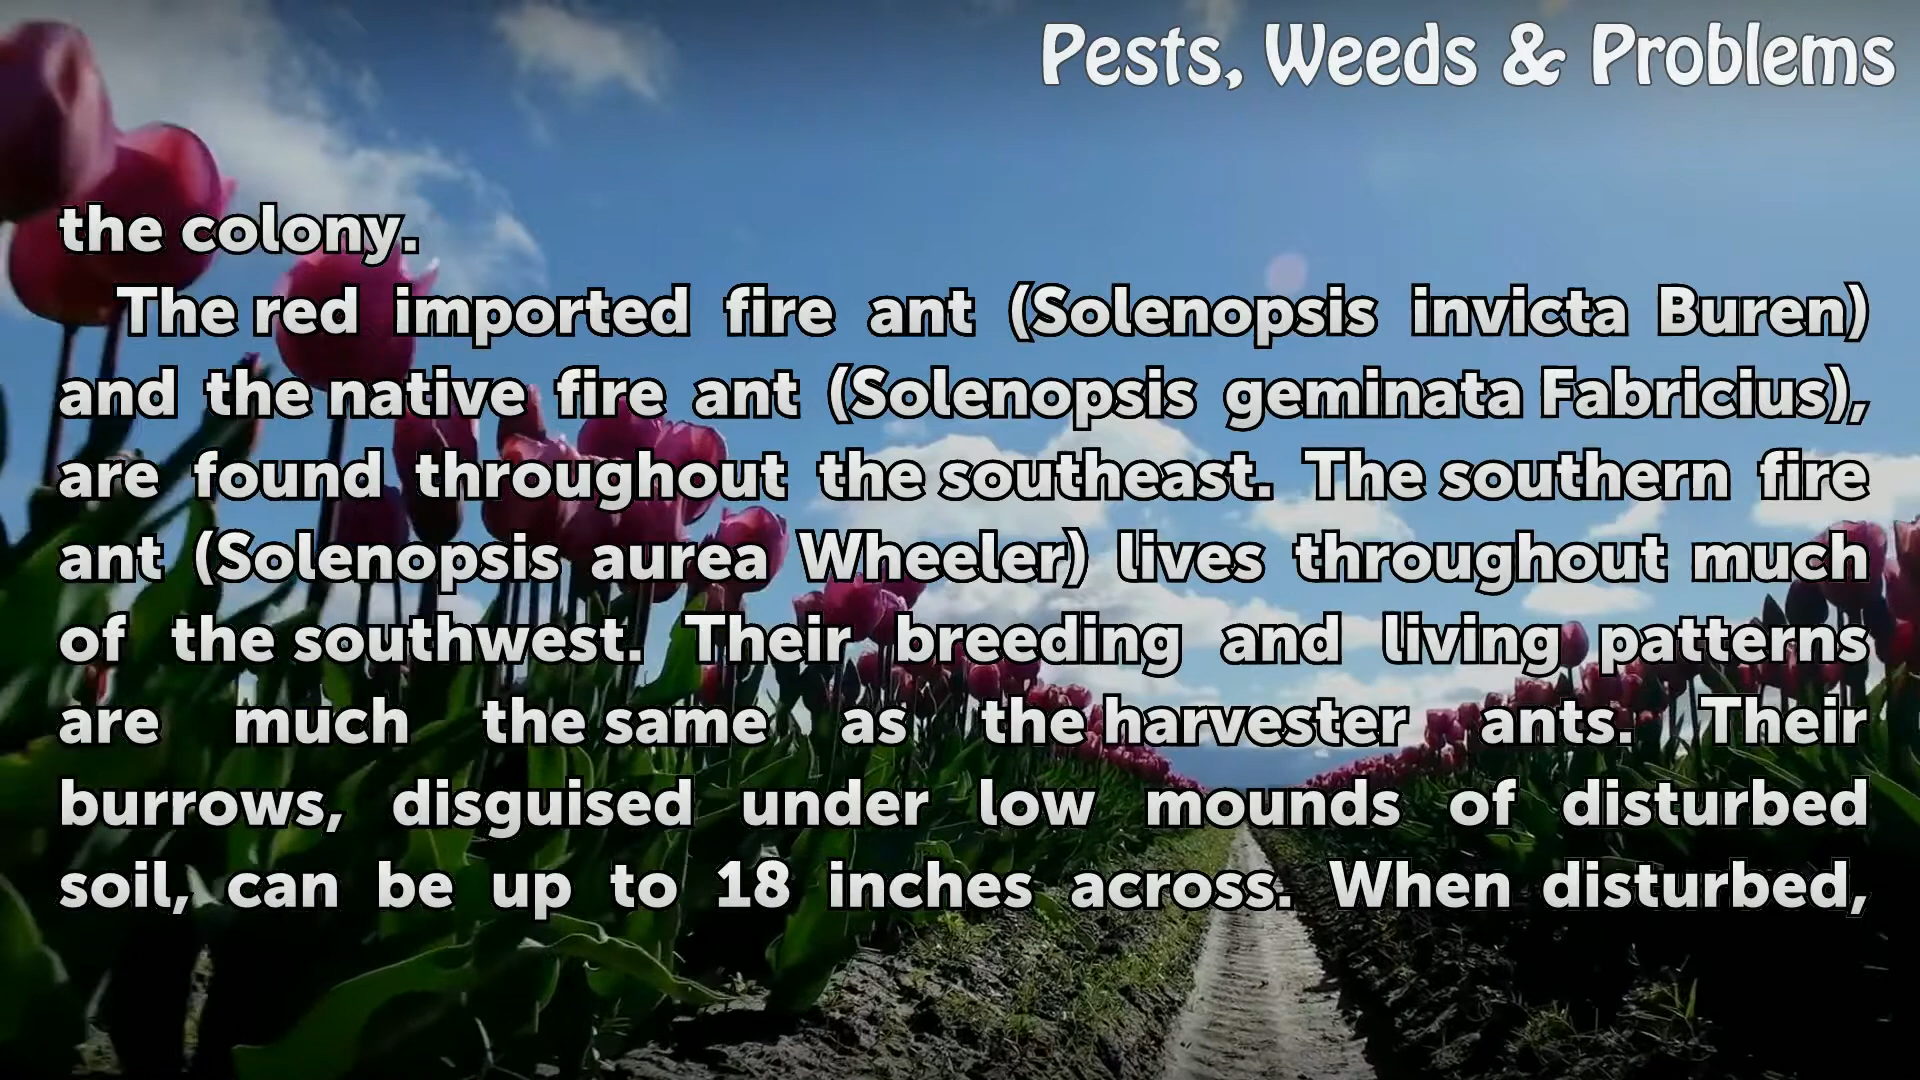 Pests, Weeds & Problems
the colony.
The red imported fire ant (Solenopsis invicta Buren)
and the native fire ant (Solenopsis geminata Fabricius),
are found throughout the southeast. The southern fire
ant (Solenopsis aurea Wheeler) lives throughout much
of the southwest. Their breeding and living patterns
are much the same as the harvester ants. Their
burrows, disguised under low mounds of disturbed
soil, can be up to 18 inches across. When disturbed,